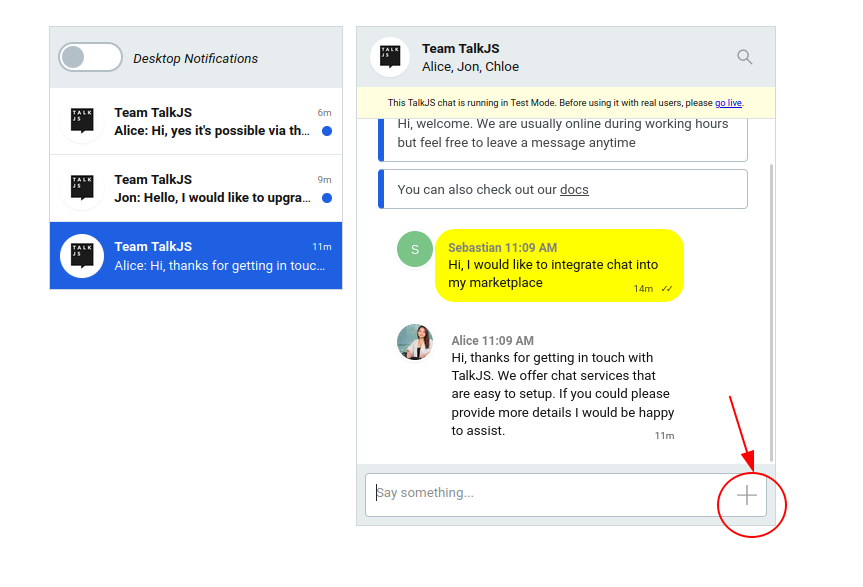 Desktop Notifications
TALK
JS
Team TalkJS
6m
Alice: Hi, yes it's possible via th...
TALK
JS
Team TalkJS
9m
Jon: Hello, I would like to upgra...
TALK
JS
Team TalkJS
11m
Alice: Hi, thanks for getting in touc...
TALK
JS
Team TalkJS
Alice, Jon, Chloe
This TalkJS chat is running in Test Mode. Before using it with real users, please go live.
Hi, welcome. We are usually online during working hours
but feel free to leave a message anytime
You can also check out our docs
S
Sebastian 11:09 AM
Hi, I would like to integrate chat into
my marketplace
14m
Alice 11:09 AM
Hi, thanks for getting in touch with
TalkJS. We offer chat services that
are easy to setup. If you could please
provide more details I would be happy
to assist.
11m
Say something...